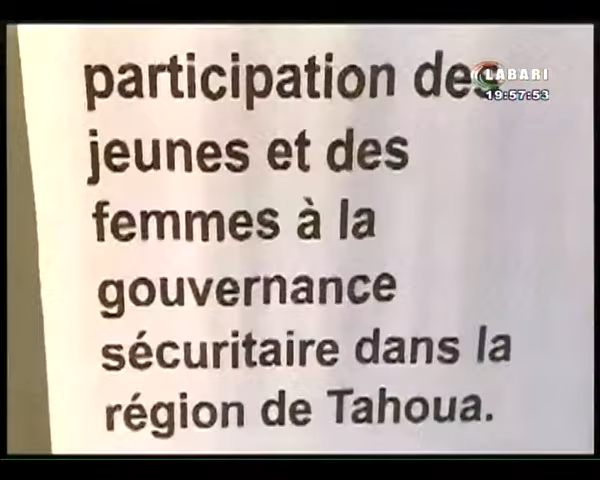 participation des
LABARI
19:57:53
jeunes et des
femmes à la
gouvernance
sécuritaire dans la
région de Tahoua.